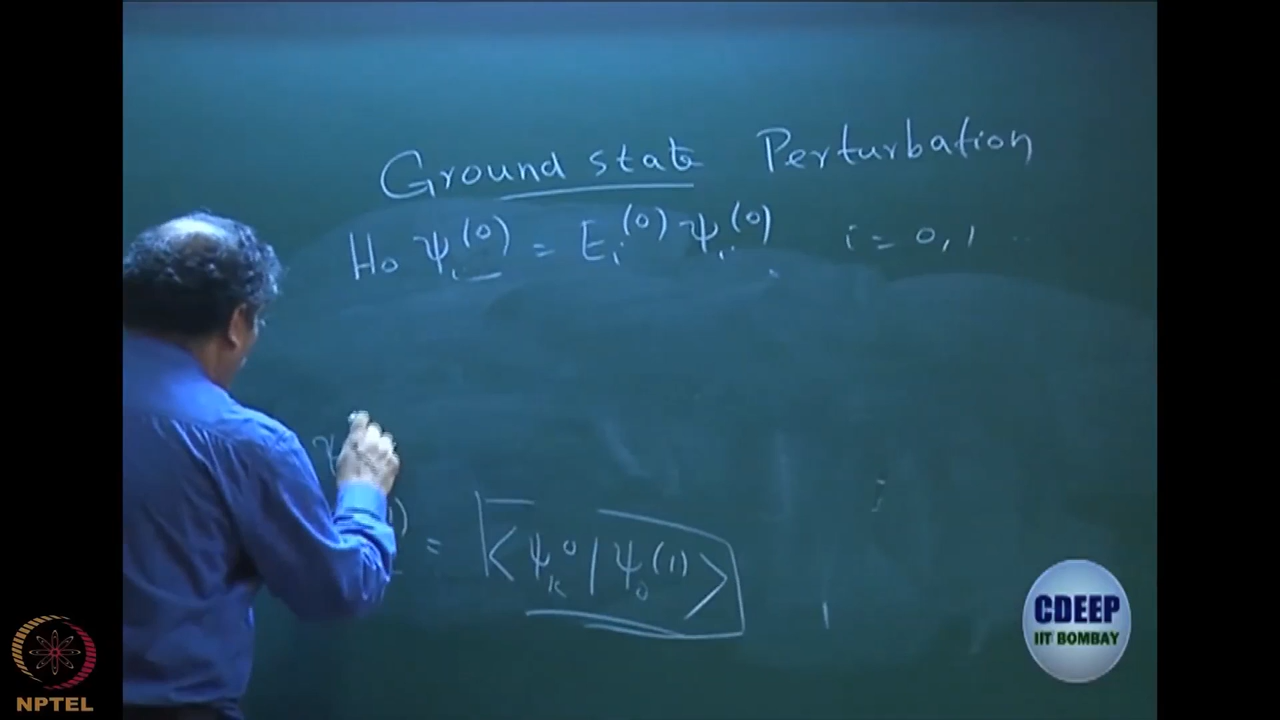 Ground state Perturbation
H₀ ψᵢ⁽⁰⁾ = Eᵢ⁽⁰⁾ ψᵢ⁽⁰⁾ i = 0, 1 ...
ψ
1) = <ψₖ⁰ | ψ₀⁽¹⁾>
CDEEP
IIT BOMBAY
NPTEL